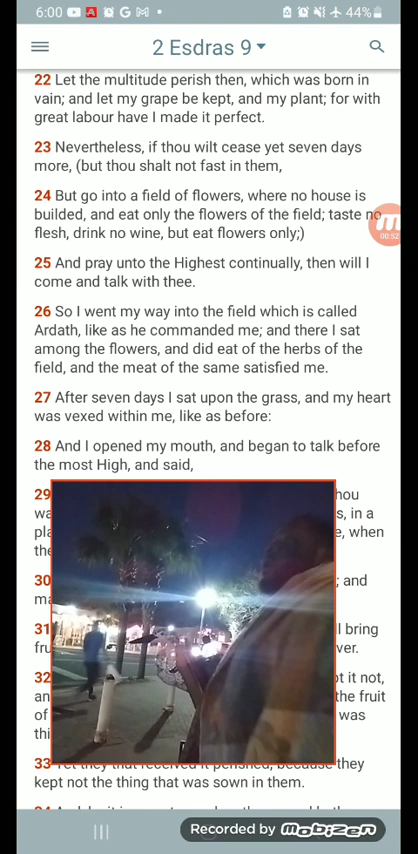 6:00
44%
2 Esdras 9
22 Let the multitude perish then, which was born in
vain; and let my grape be kept, and my plant; for with
great labour have I made it perfect.
23 Nevertheless, if thou wilt cease yet seven days
more, (but thou shalt not fast in them,
24 But go into a field of flowers, where no house is
builded, and eat only the flowers of the field; taste no
flesh, drink no wine, but eat flowers only;)
00:52
25 And pray unto the Highest continually, then will I
come and talk with thee.
26 So I went my way into the field which is called
Ardath, like as he commanded me; and there I sat
among the flowers, and did eat of the herbs of the
field, and the meat of the same satisfied me.
27 After seven days I sat upon the grass, and my heart
was vexed within me, like as before:
28 And I opened my mouth, and began to talk before
the most High, and said,
29
s, in a
when
30 ; and
31 bring
32 not,
an the fruit
of was
33 Yet they that received it perished, because they
kept not the thing that was sown in them.
Recorded by mobizen